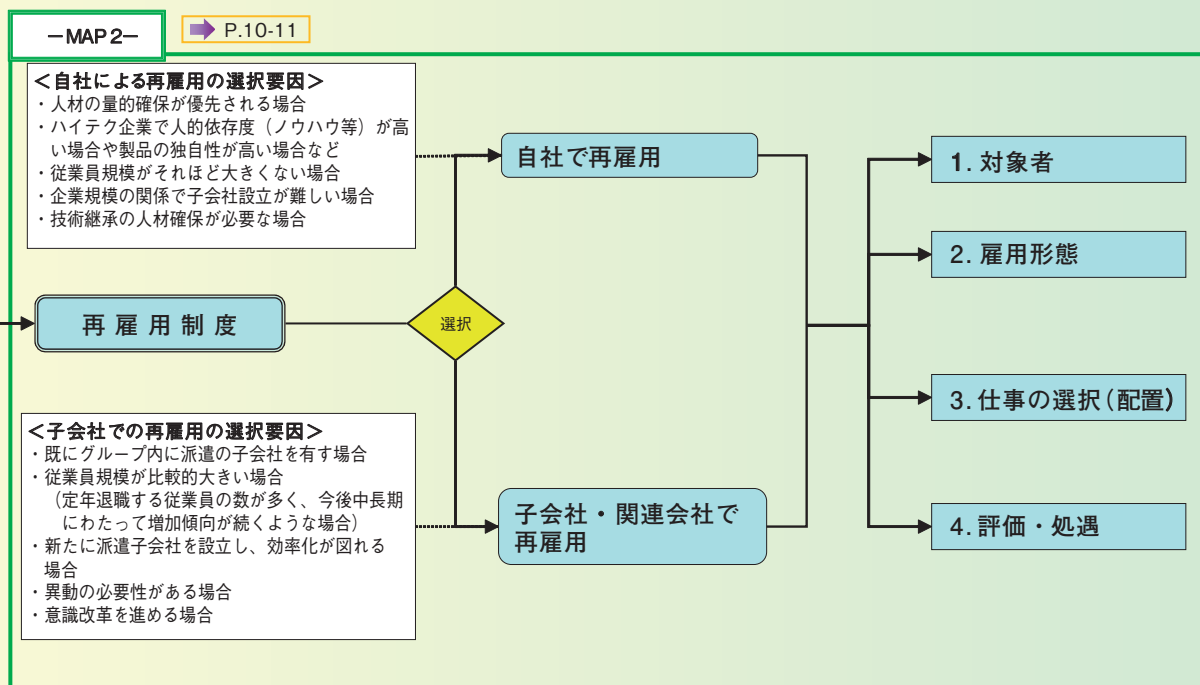 －MAP 2－
P.10-11
＜自社による再雇用の選択要因＞
・人材の量的確保が優先される場合
・ハイテク企業で人的依存度（ノウハウ等）が高
い場合や製品の独自性が高い場合など
・従業員規模がそれほど大きくない場合
・企業規模の関係で子会社設立が難しい場合
・技術継承の人材確保が必要な場合
自社で再雇用
1. 対象者
2. 雇用形態
再雇用制度
選択
3. 仕事の選択（配置）
＜子会社での再雇用の選択要因＞
・既にグループ内に派遣の子会社を有す場合
・従業員規模が比較的大きい場合
（定年退職する従業員の数が多く、今後中長期
にわたって増加傾向が続くような場合）
・新たに派遣子会社を設立し、効率化が図れる
場合
・異動の必要性がある場合
・意識改革を進める場合
子会社・関連会社で
再雇用
4. 評価・処遇